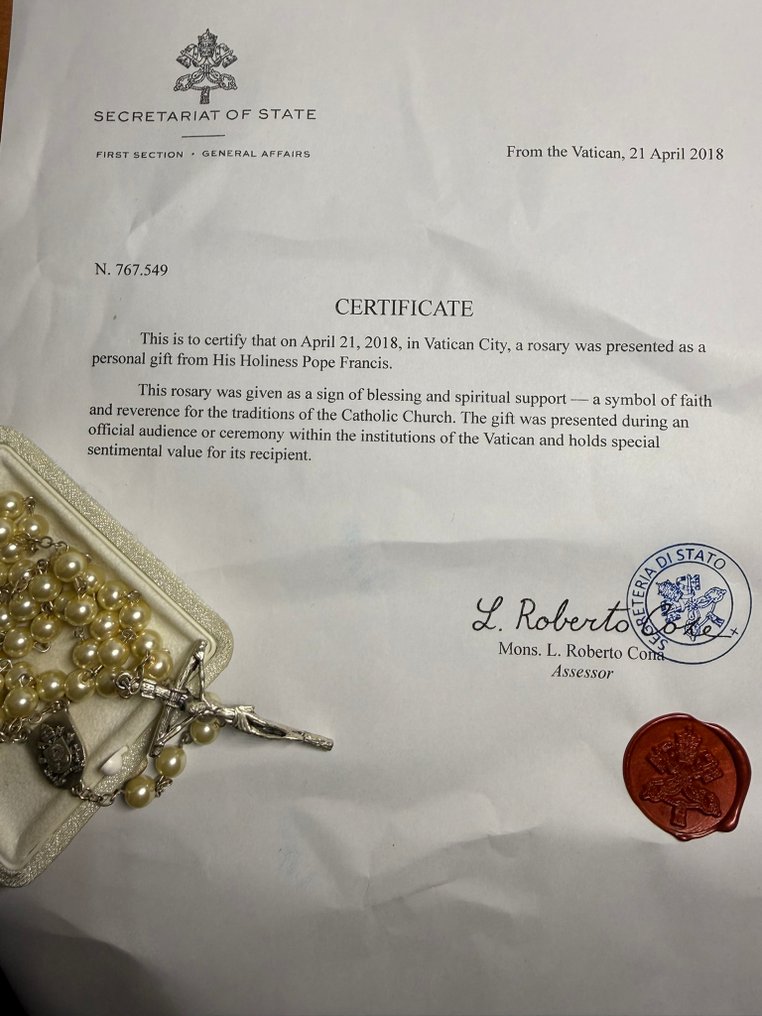 SECRETARIAT OF STATE
FIRST SECTION · GENERAL AFFAIRS
From the Vatican, 21 April 2018
N. 767.549
CERTIFICATE
This is to certify that on April 21, 2018, in Vatican City, a rosary was presented as a
personal gift from His Holiness Pope Francis.
This rosary was given as a sign of blessing and spiritual support — a symbol of faith
and reverence for the traditions of the Catholic Church. The gift was presented during an
official audience or ceremony within the institutions of the Vatican and holds special
sentimental value for its recipient.
SEGRETERIA DI STATO
L. Roberto Cone
Mons. L. Roberto Cona
Assessor